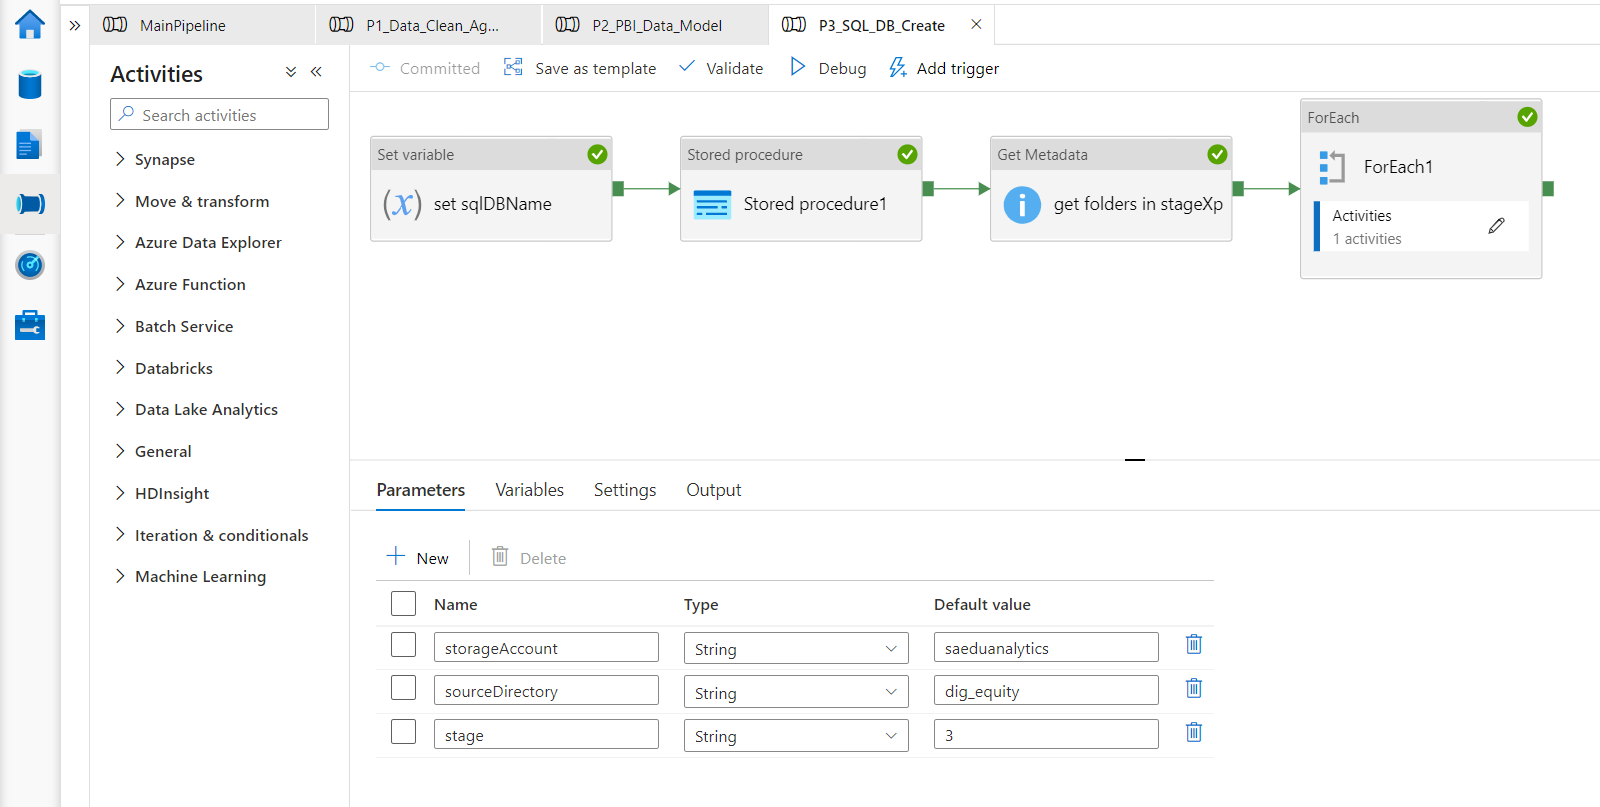 MainPipeline
P1_Data_Clean_Ag...
P2_PBI_Data_Model
P3_SQL_DB_Create
Activities
Search activities
Synapse
Move & transform
Azure Data Explorer
Azure Function
Batch Service
Databricks
Data Lake Analytics
General
HDInsight
Iteration & conditionals
Machine Learning
Committed
Save as template
Validate
Debug
Add trigger
Set variable
(x)
set sqlDBName
Stored procedure
Stored procedure1
Get Metadata
get folders in stageXp
ForEach
ForEach1
Activities
1 activities
Parameters Variables Settings Output
New
Delete
Name Type Default value
storageAccount String saeduanalytics
sourceDirectory String dig_equity
stage String 3